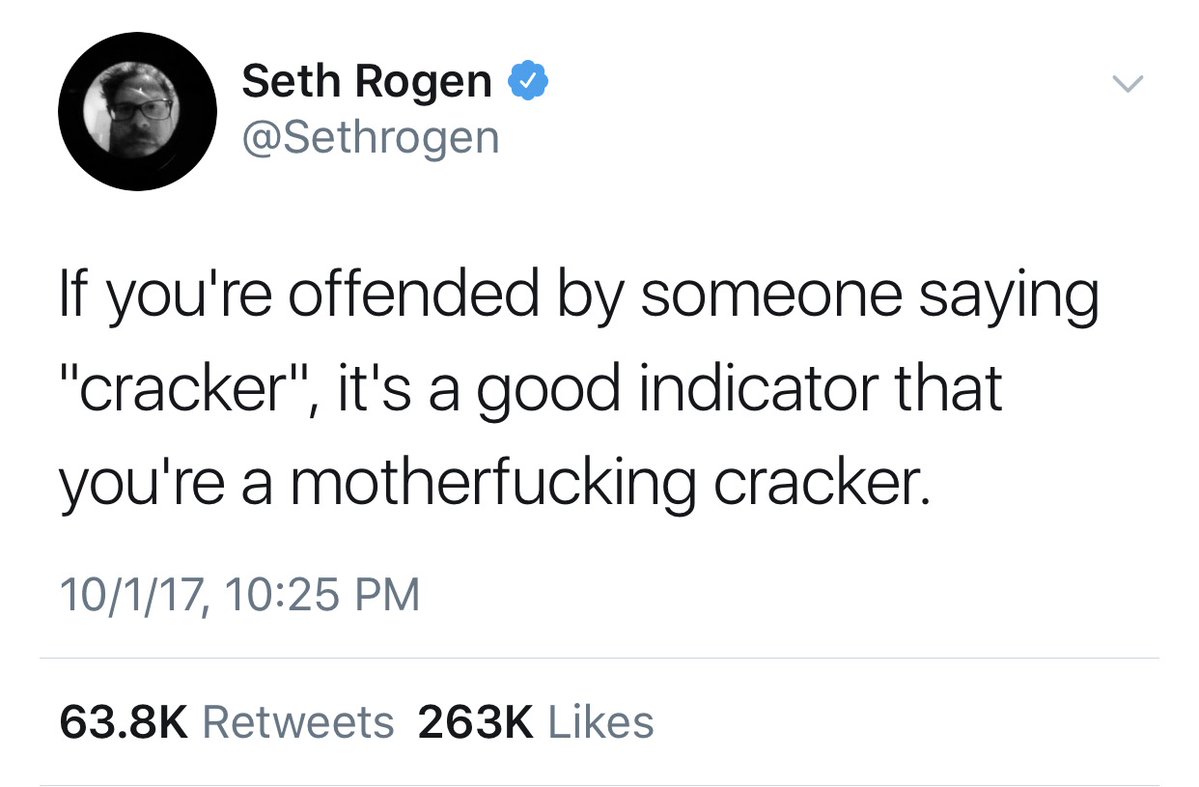 Seth Rogen
@Sethrogen
If you're offended by someone saying
"cracker", it's a good indicator that
you're a motherfucking cracker.
10/1/17, 10:25 PM
63.8K Retweets 263K Likes